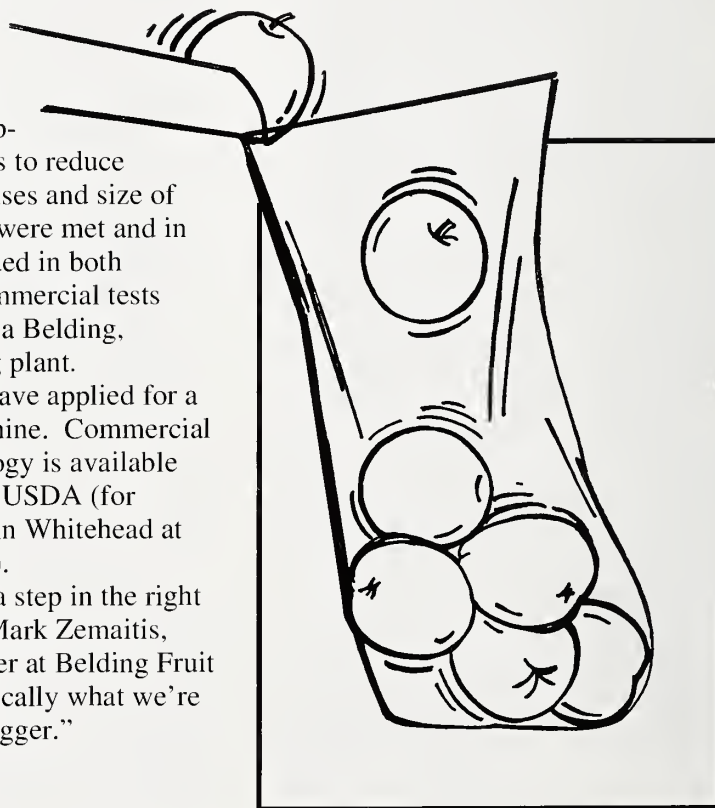 p-
s to reduce
ses and size of
were met and in
ed in both
mmercial tests
a Belding,
g plant.
ave applied for a
hine. Commercial
ogy is available
USDA (for
n Whitehead at
).
a step in the right
Mark Zemaitis,
er at Belding Fruit
cally what we're
gger."